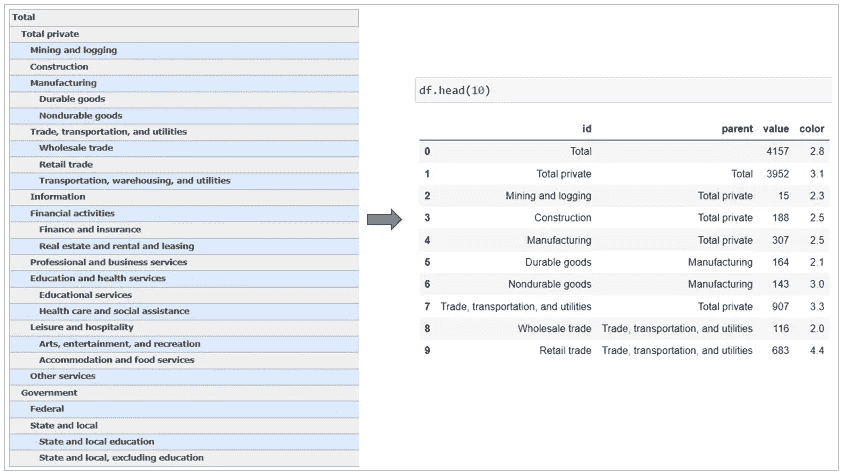 Total
Total private
Mining and logging
Construction
Manufacturing
Durable goods
Nondurable goods
Trade, transportation, and utilities
Wholesale trade
Retail trade
Transportation, warehousing, and utilities
Information
Financial activities
Finance and insurance
Real estate and rental and leasing
Professional and business services
Education and health services
Educational services
Health care and social assistance
Leisure and hospitality
Arts, entertainment, and recreation
Accommodation and food services
Other services
Government
Federal
State and local
State and local education
State and local, excluding education
df.head(10)
id parent value color
0 Total 4157 2.8
1 Total private Total 3952 3.1
2 Mining and logging Total private 15 2.3
3 Construction Total private 188 2.5
4 Manufacturing Total private 307 2.5
5 Durable goods Manufacturing 164 2.1
6 Nondurable goods Manufacturing 143 3.0
7 Trade, transportation, and utilities Total private 907 3.3
8 Wholesale trade Trade, transportation, and utilities 116 2.0
9 Retail trade Trade, transportation, and utilities 683 4.4